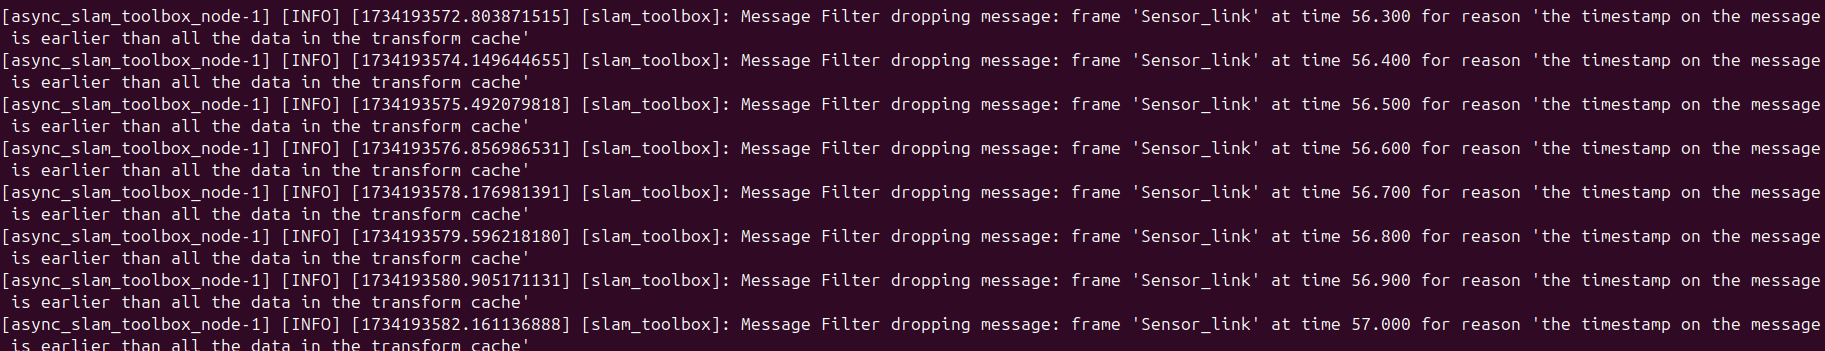 [async_slam_toolbox_node-1] [INFO] [1734193572.803871515] [slam_toolbox]: Message Filter dropping message: frame 'Sensor_link' at time 56.300 for reason 'the timestamp on the message
is earlier than all the data in the transform cache'
[async_slam_toolbox_node-1] [INFO] [1734193574.149644655] [slam_toolbox]: Message Filter dropping message: frame 'Sensor_link' at time 56.400 for reason 'the timestamp on the message
is earlier than all the data in the transform cache'
[async_slam_toolbox_node-1] [INFO] [1734193575.492079818] [slam_toolbox]: Message Filter dropping message: frame 'Sensor_link' at time 56.500 for reason 'the timestamp on the message
is earlier than all the data in the transform cache'
[async_slam_toolbox_node-1] [INFO] [1734193576.856986531] [slam_toolbox]: Message Filter dropping message: frame 'Sensor_link' at time 56.600 for reason 'the timestamp on the message
is earlier than all the data in the transform cache'
[async_slam_toolbox_node-1] [INFO] [1734193578.176981391] [slam_toolbox]: Message Filter dropping message: frame 'Sensor_link' at time 56.700 for reason 'the timestamp on the message
is earlier than all the data in the transform cache'
[async_slam_toolbox_node-1] [INFO] [1734193579.596218180] [slam_toolbox]: Message Filter dropping message: frame 'Sensor_link' at time 56.800 for reason 'the timestamp on the message
is earlier than all the data in the transform cache'
[async_slam_toolbox_node-1] [INFO] [1734193580.905171131] [slam_toolbox]: Message Filter dropping message: frame 'Sensor_link' at time 56.900 for reason 'the timestamp on the message
is earlier than all the data in the transform cache'
[async_slam_toolbox_node-1] [INFO] [1734193582.161136888] [slam_toolbox]: Message Filter dropping message: frame 'Sensor_link' at time 57.000 for reason 'the timestamp on the message
is earlier than all the data in the transform cache'